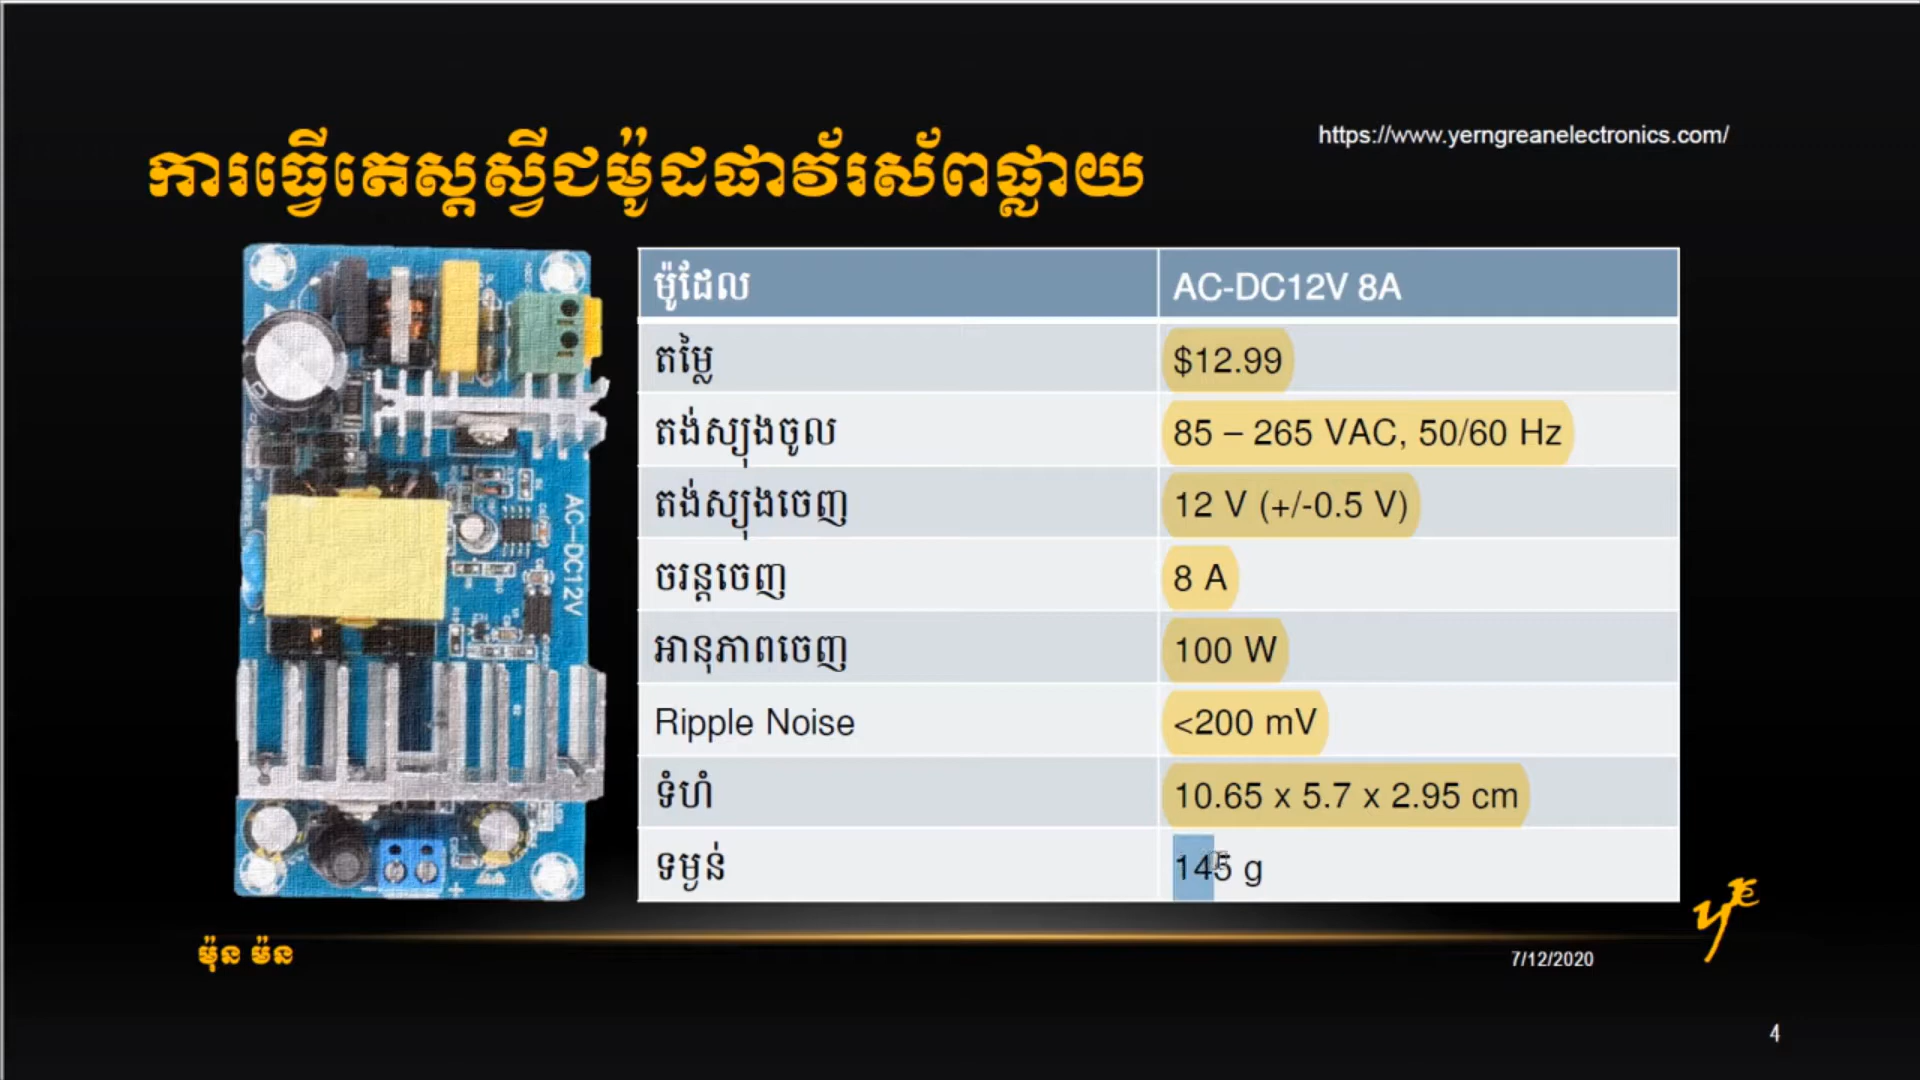 https://www.yerngreanelectronics.com/
ការធ្វើតេស្តស្វីជម៉ូដផាវ័រស័ពផ្លាយ
ម៉ូដែល AC-DC12V 8A
តម្លៃ $12.99
តង់ស្យុងចូល 85 – 265 VAC, 50/60 Hz
តង់ស្យុងចេញ 12 V (+/-0.5 V)
ចរន្តចេញ 8 A
អានុភាពចេញ 100 W
Ripple Noise <200 mV
ទំហំ 10.65 x 5.7 x 2.95 cm
ទម្ងន់ 145 g
AC-DC12V
ម៉ុន ម៉ន
7/12/2020
4